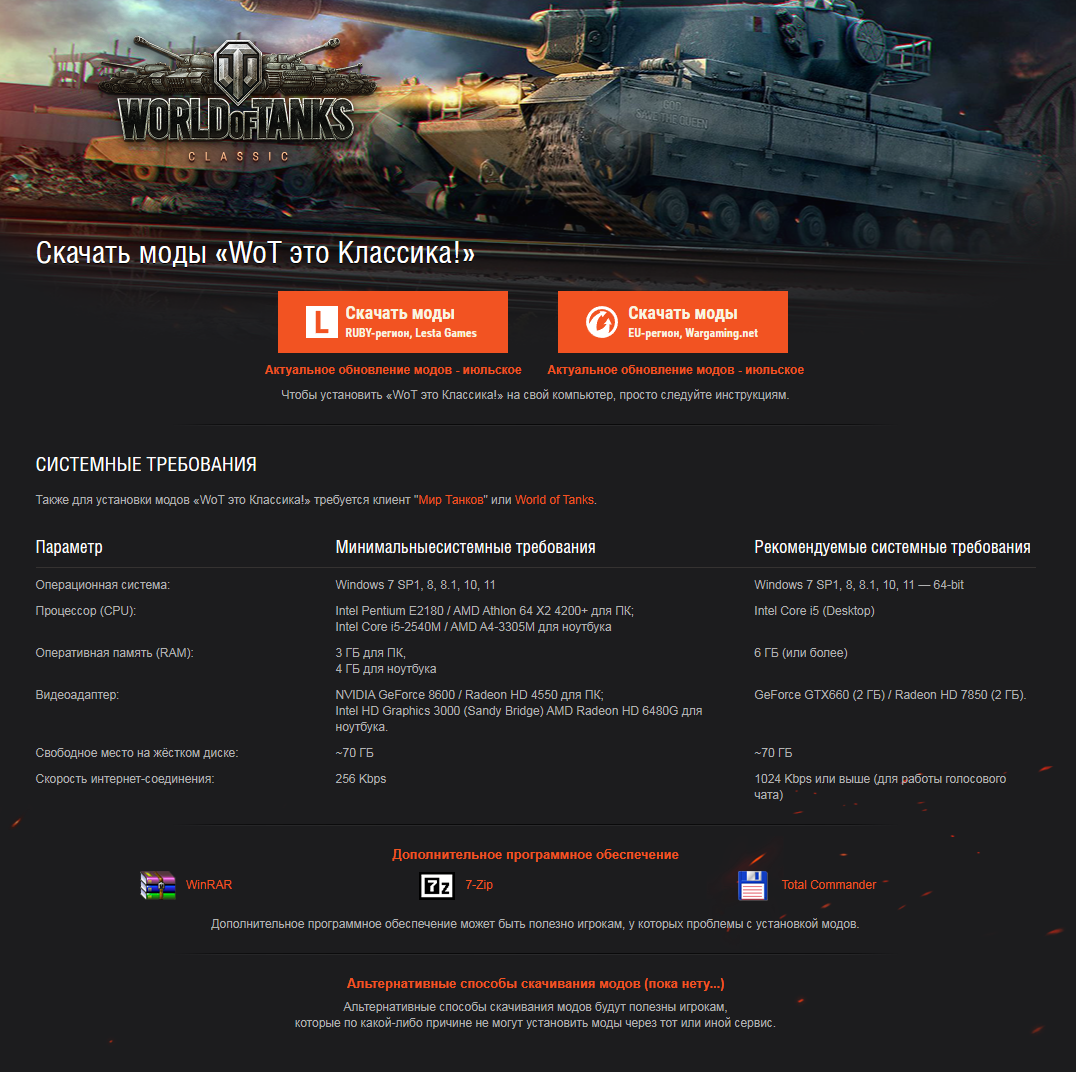 WORLD OF TANKS
CLASSIC
GOD
SAVE THE QUEEN
Скачать моды «WoT это Классика!»
L Скачать моды
RUBY-регион, Lesta Games
Скачать моды
EU-регион, Wargaming.net
Актуальное обновление модов - июльское
Актуальное обновление модов - июльское
Чтобы установить «WoT это Классика!» на свой компьютер, просто следуйте инструкциям.
СИСТЕМНЫЕ ТРЕБОВАНИЯ
Также для установки модов «WoT это Классика!» требуется клиент "Мир Танков" или World of Tanks.
Параметр Минимальныесистемные требования Рекомендуемые системные требования
Операционная система: Windows 7 SP1, 8, 8.1, 10, 11 Windows 7 SP1, 8, 8.1, 10, 11 — 64-bit
Процессор (CPU): Intel Pentium E2180 / AMD Athlon 64 X2 4200+ для ПК; Intel Core i5 (Desktop)
Intel Core i5-2540M / AMD A4-3305M для ноутбука
Оперативная память (RAM): 3 ГБ для ПК, 6 ГБ (или более)
4 ГБ для ноутбука
Видеоадаптер: NVIDIA GeForce 8600 / Radeon HD 4550 для ПК; GeForce GTX660 (2 ГБ) / Radeon HD 7850 (2 ГБ).
Intel HD Graphics 3000 (Sandy Bridge) AMD Radeon HD 6480G для
ноутбука.
Свободное место на жёстком диске: ~70 ГБ ~70 ГБ
Скорость интернет-соединения: 256 Kbps 1024 Kbps или выше (для работы голосового
чата)
Дополнительное программное обеспечение
WinRAR 7z 7-Zip Total Commander
Дополнительное программное обеспечение может быть полезно игрокам, у которых проблемы с установкой модов.
Альтернативные способы скачивания модов (пока нету...)
Альтернативные способы скачивания модов будут полезны игрокам,
которые по какой-либо причине не могут установить моды через тот или иной сервис.